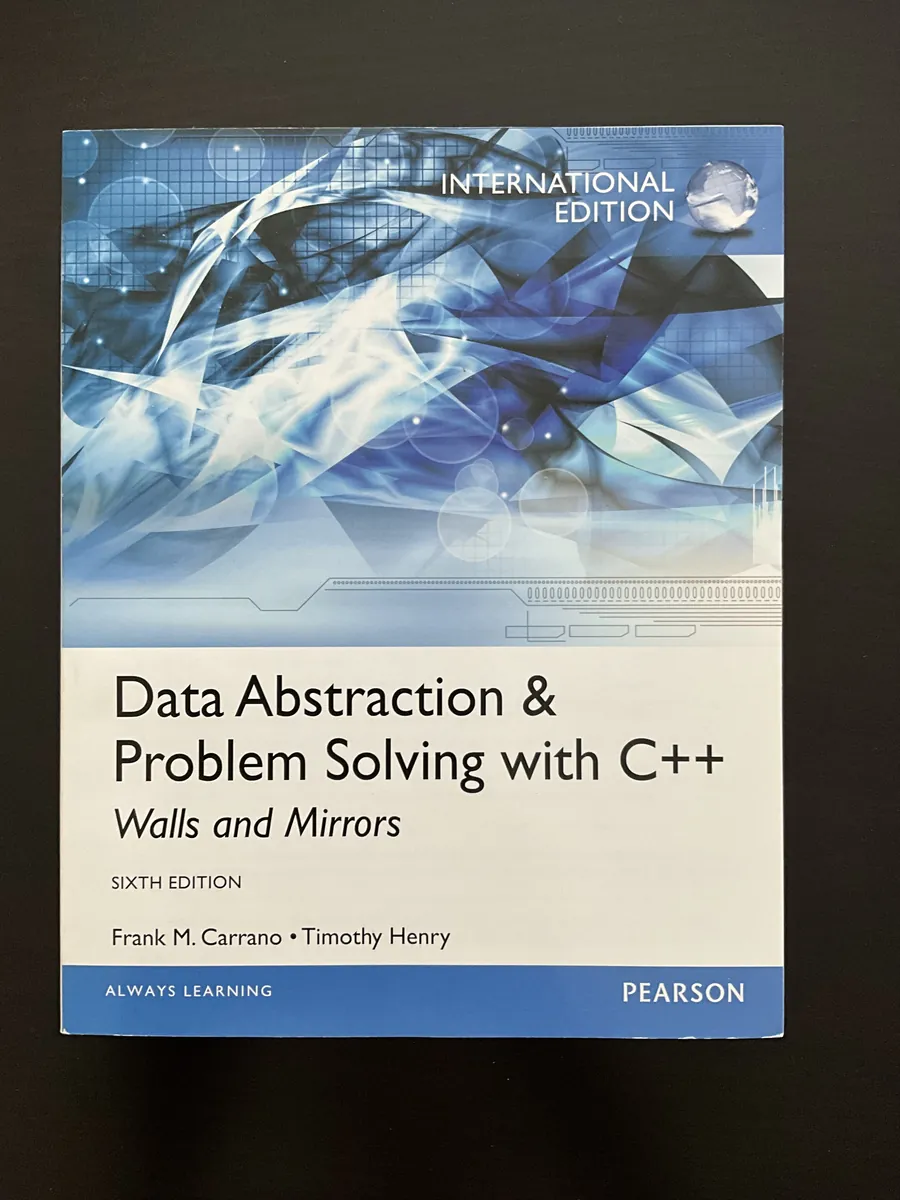 INTERNATIONAL
EDITION
Data Abstraction &
Problem Solving with C++
Walls and Mirrors
SIXTH EDITION
Frank M. Carrano • Timothy Henry
ALWAYS LEARNING
PEARSON